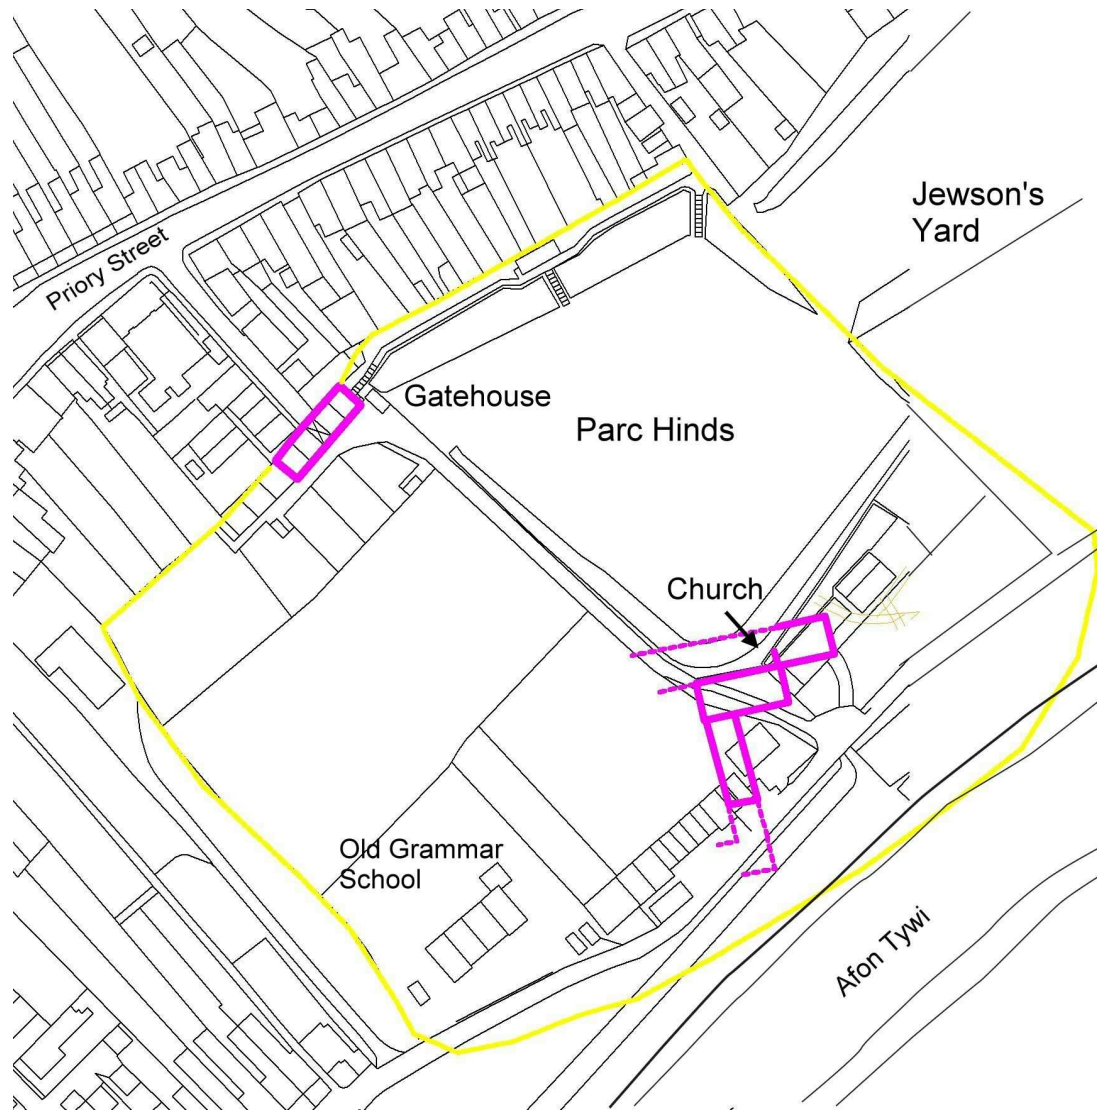 Jewson's
Yard
Priory Street
Gatehouse
Parc Hinds
Church
Old Grammar
School
Afon Tywi